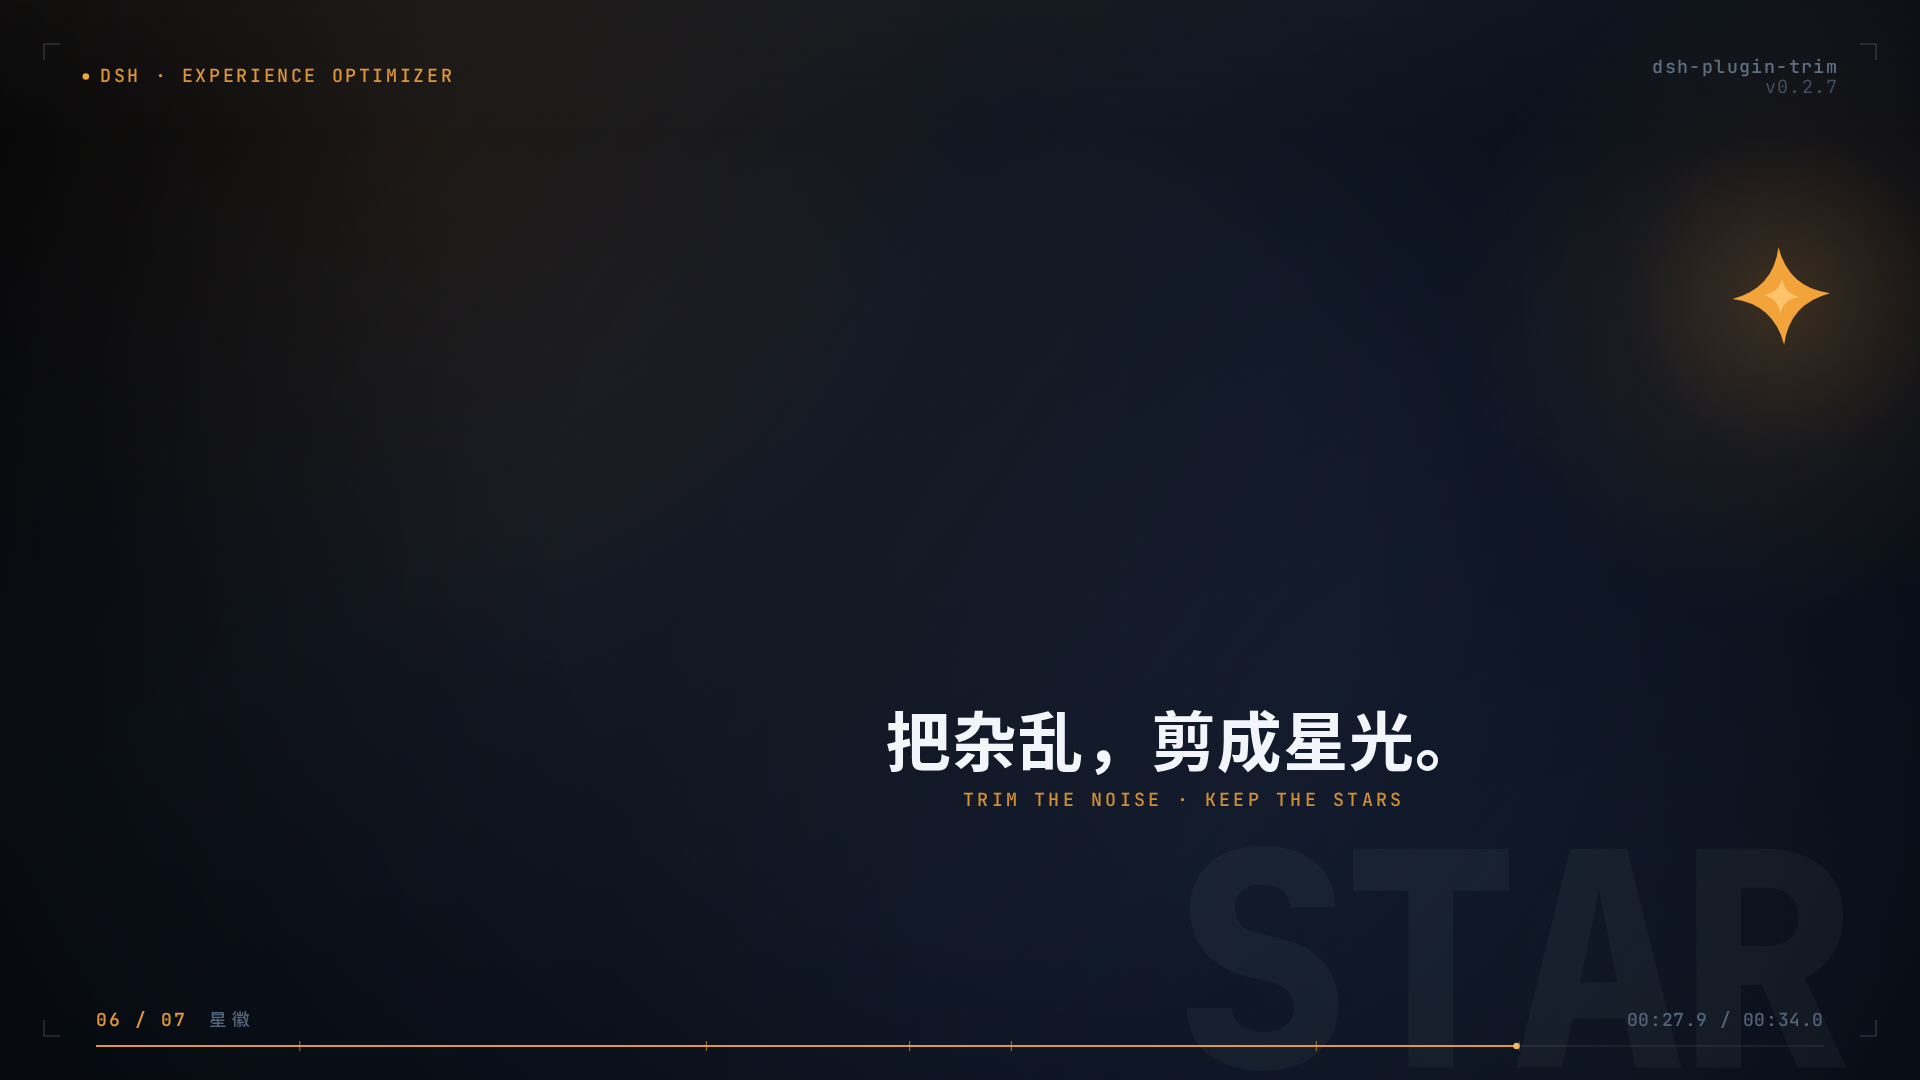 DSH · EXPERIENCE OPTIMIZER
dsh-plugin-trim
v0.2.7
把杂乱，剪成星光。
TRIM THE NOISE · KEEP THE STARS
STAR
06 / 07 星徽
00:27.9 / 00:34.0